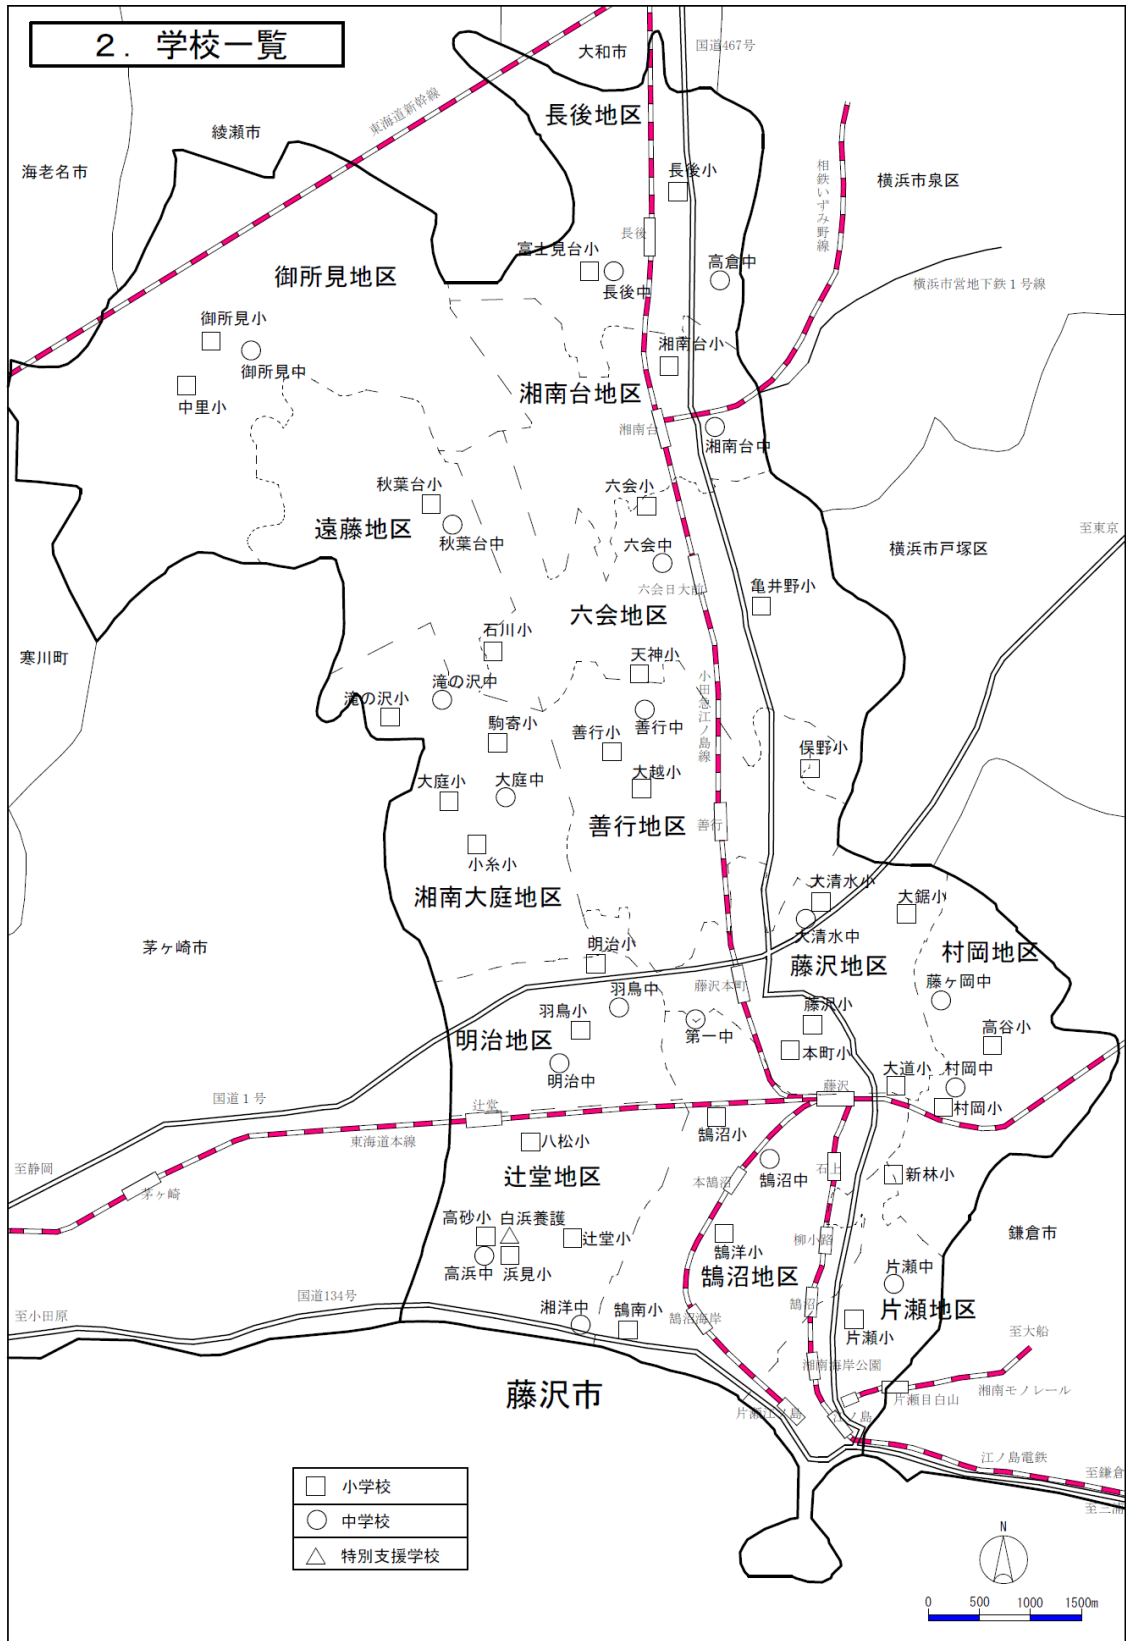 2. 学校一覧
大和市
国道467号
長後地区
東海道新幹線
綾瀬市
海老名市
長後小
相鉄いずみ野線
横浜市泉区
長後
富士見台小
高倉中
御所見地区
長後中
横浜市営地下鉄1号線
御所見小
湘南台小
御所見中
中里小
湘南台地区
湘南台
湘南台中
秋葉台小
六会小
遠藤地区
秋葉台中
六会中
横浜市戸塚区
至東京
六会日大前
亀井野小
六会地区
石川小
寒川町
天神小
滝の沢中
小田急江ノ島線
滝の沢小
駒寄小
善行小
善行中
俣野小
大庭小
大庭中
大越小
善行地区
善行
小糸小
湘南大庭地区
大清水小
大鋸小
大清水中
茅ヶ崎市
明治小
藤沢地区
村岡地区
藤沢本町
羽鳥中
藤ヶ岡中
羽鳥小
藤沢小
第一中
明治地区
本町小
高谷小
明治中
大道小
村岡中
藤沢
国道1号
辻堂
村岡小
東海道本線
八松小
鵠沼小
至静岡
辻堂地区
茅ヶ崎
本鵠沼
鵠沼中
石上
新林小
高砂小
白浜養護
辻堂小
鵠洋小
柳小路
鎌倉市
高浜中
浜見小
鵠沼地区
片瀬中
国道134号
湘洋中
鵠南小
鵠沼
片瀬地区
至小田原
鵠沼海岸
片瀬小
至大船
湘南海岸公園
藤沢市
湘南モノレール
片瀬目白山
片瀬江ノ島
江ノ島
江ノ島電鉄
至鎌倉
至三浦
小学校
中学校
特別支援学校
N
0 500 1000 1500m